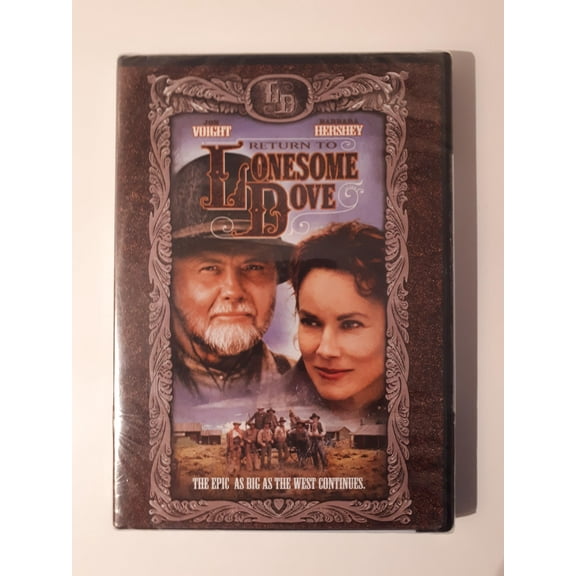 LD
JON BARBARA
VOIGHT HERSHEY
RETURN TO
LONESOME
DOVE
THE EPIC AS BIG AS THE WEST CONTINUES.